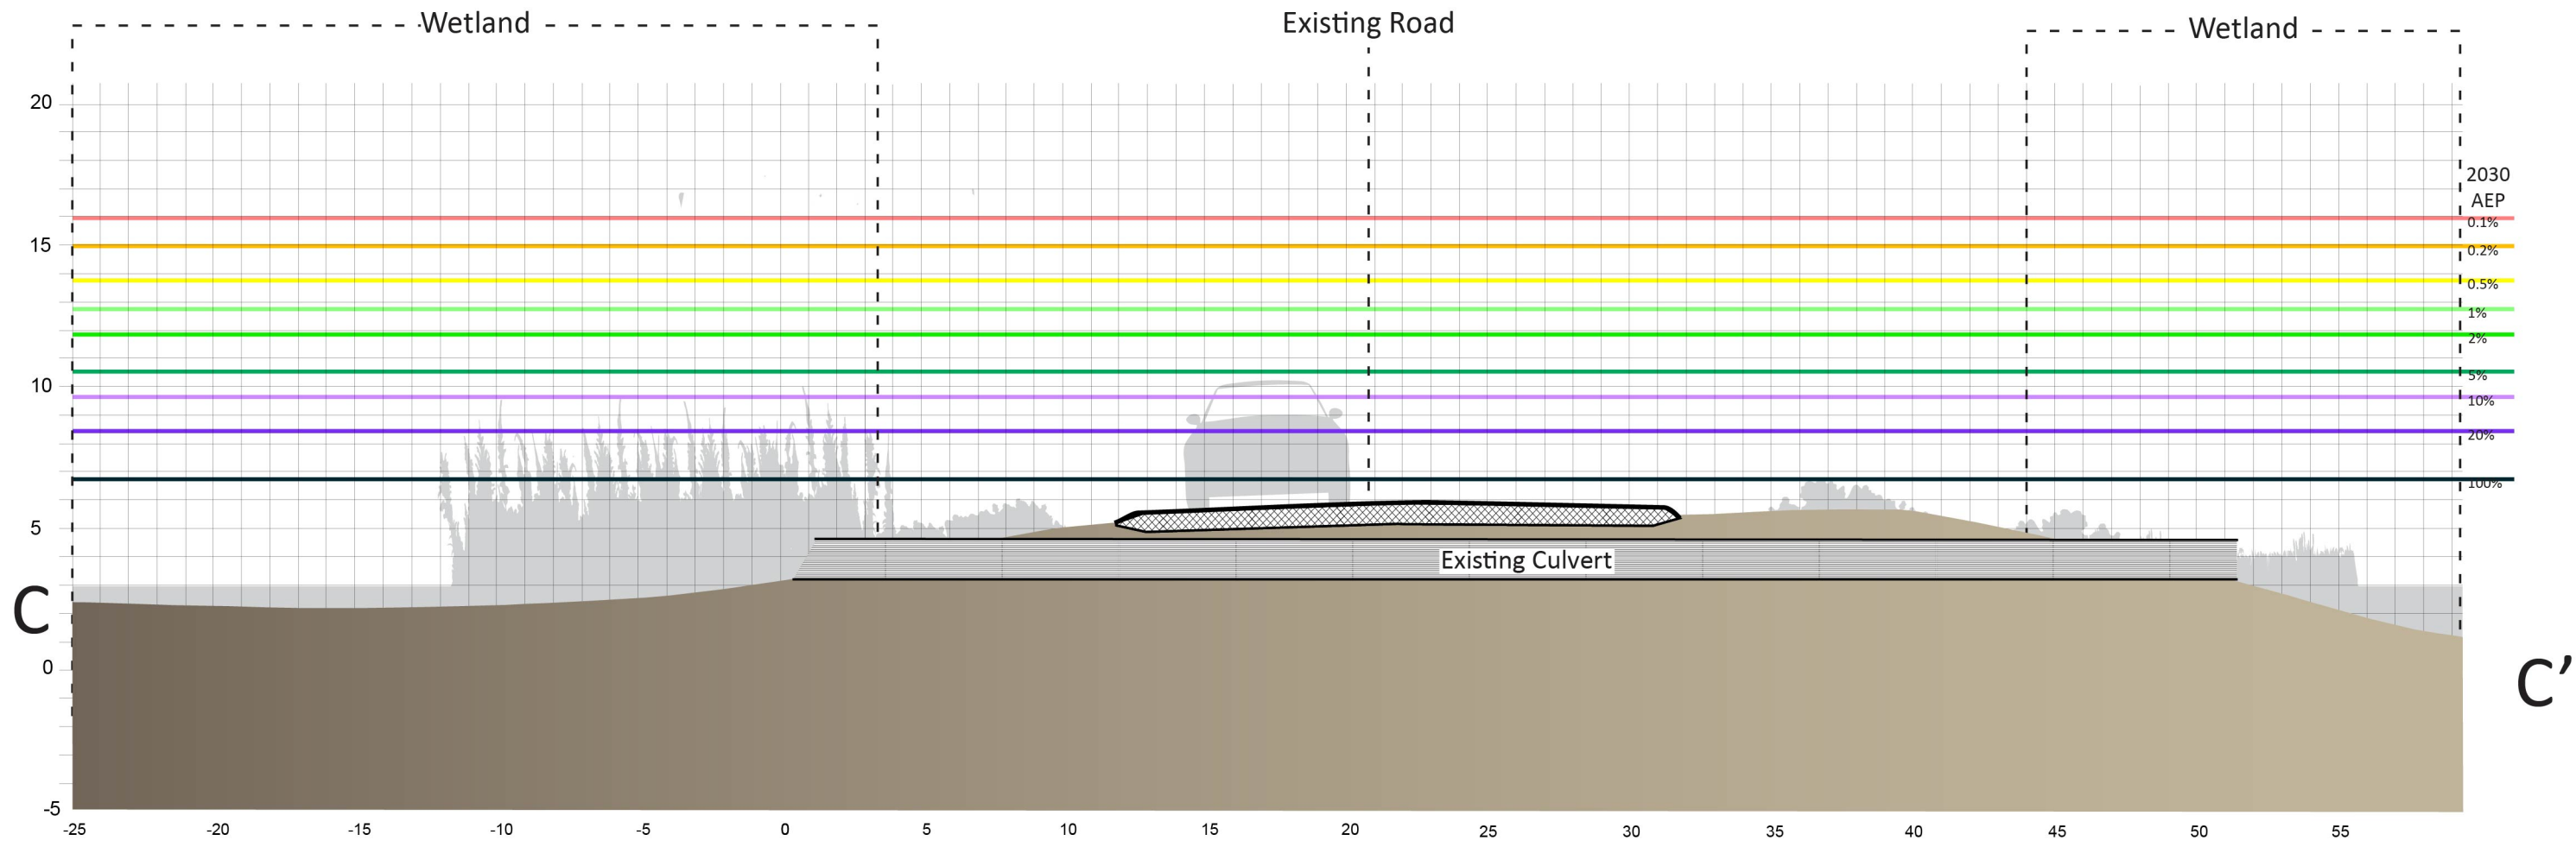 Wetland
Existing Road
Wetland
20
15
10
5
0
-5
2030
AEP
0.1%
0.2%
0.5%
1%
2%
5%
10%
20%
100%
Existing Culvert
C
C’
-25 -20 -15 -10 -5 0 5 10 15 20 25 30 35 40 45 50 55